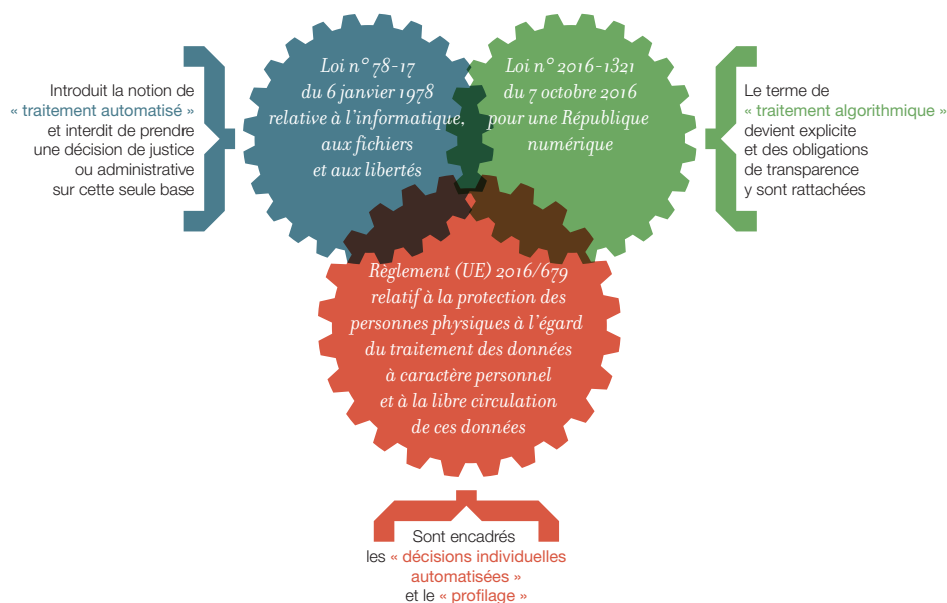 Loi n° 78-17
du 6 janvier 1978
relative à l'informatique,
aux fichiers
et aux libertés
Loi n° 2016-1321
du 7 octobre 2016
pour une République
numérique
Introduit la notion de
« traitement automatisé »
et interdit de prendre
une décision de justice
ou administrative
sur cette seule base
Le terme de
« traitement algorithmique »
devient explicite
et des obligations
de transparence
y sont rattachées
Règlement (UE) 2016/679
relatif à la protection des
personnes physiques à l'égard
du traitement des données
à caractère personnel
et à la libre circulation
de ces données
Sont encadrés
les « décisions individuelles
automatisées »
et le « profilage »